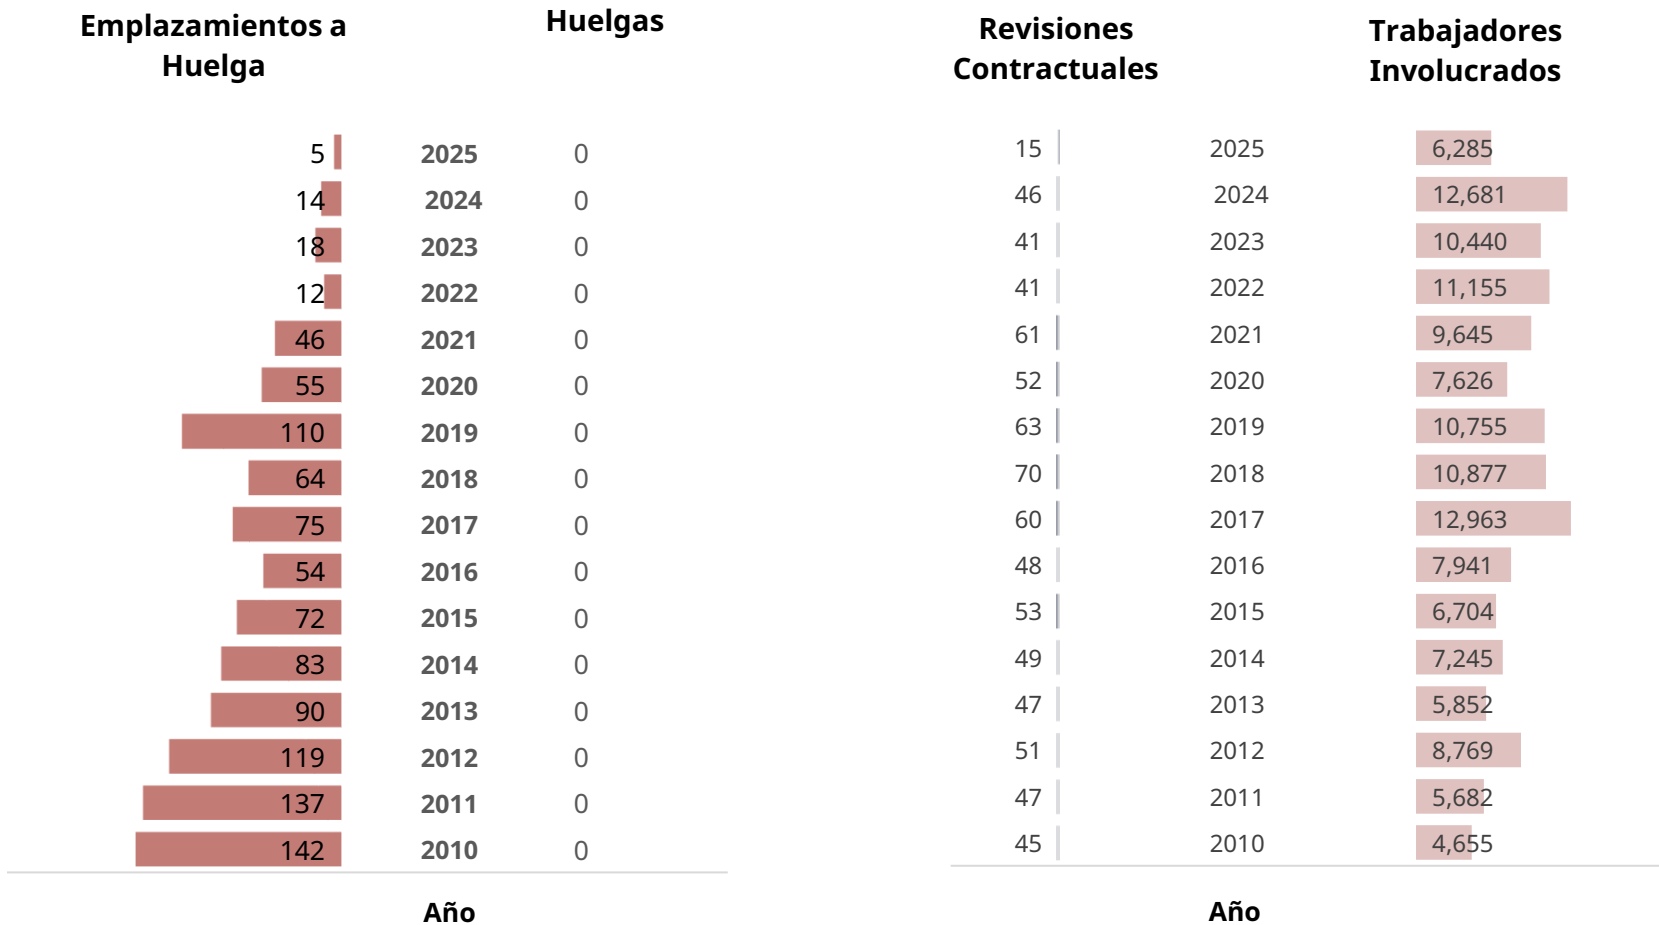 Emplazamientos a
Huelga
Huelgas
5 2025 0
14 2024 0
18 2023 0
12 2022 0
46 2021 0
55 2020 0
110 2019 0
64 2018 0
75 2017 0
54 2016 0
72 2015 0
83 2014 0
90 2013 0
119 2012 0
137 2011 0
142 2010 0
Año
Revisiones
Contractuales
Trabajadores
Involucrados
15 2025 6,285
46 2024 12,681
41 2023 10,440
41 2022 11,155
61 2021 9,645
52 2020 7,626
63 2019 10,755
70 2018 10,877
60 2017 12,963
48 2016 7,941
53 2015 6,704
49 2014 7,245
47 2013 5,852
51 2012 8,769
47 2011 5,682
45 2010 4,655
Año